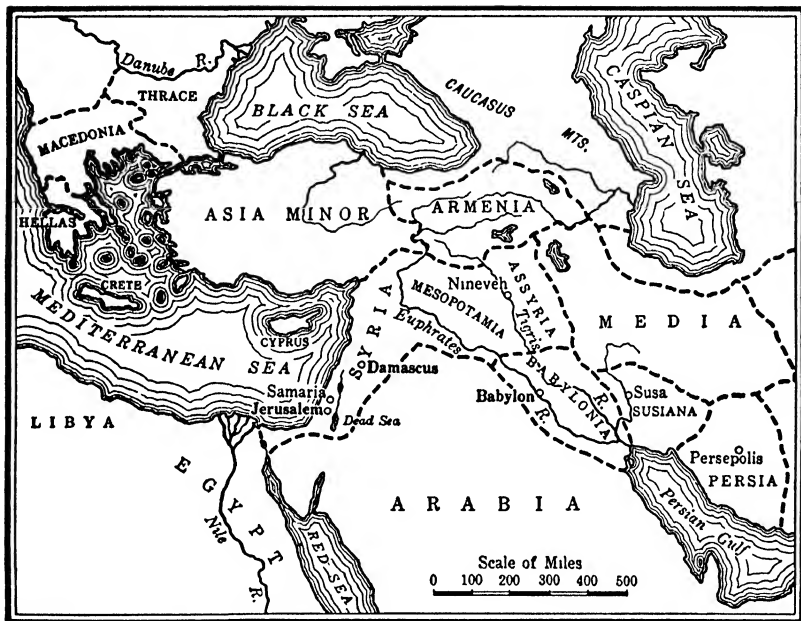 Danube R.
THRACE
MACEDONIA
BLACK SEA
CAUCASUS
MTS.
CASPIAN
SEA
HELLAS
ASIA MINOR
ARMENIA
CRETE
MEDITERRANEAN SEA
CYPRUS
SYRIA
Nineveh
MESOPOTAMIA
ASSYRIA
Tigris
R.
MEDIA
Euphrates
R.
Damascus
Samaria
Jerusalem
Dead Sea
Babylon
BABYLONIA
Susa
SUSIANA
Persepolis
PERSIA
LIBYA
EGYPT
Nile
R.
ARABIA
RED SEA
Persian Gulf
Scale of Miles
0 100 200 300 400 500